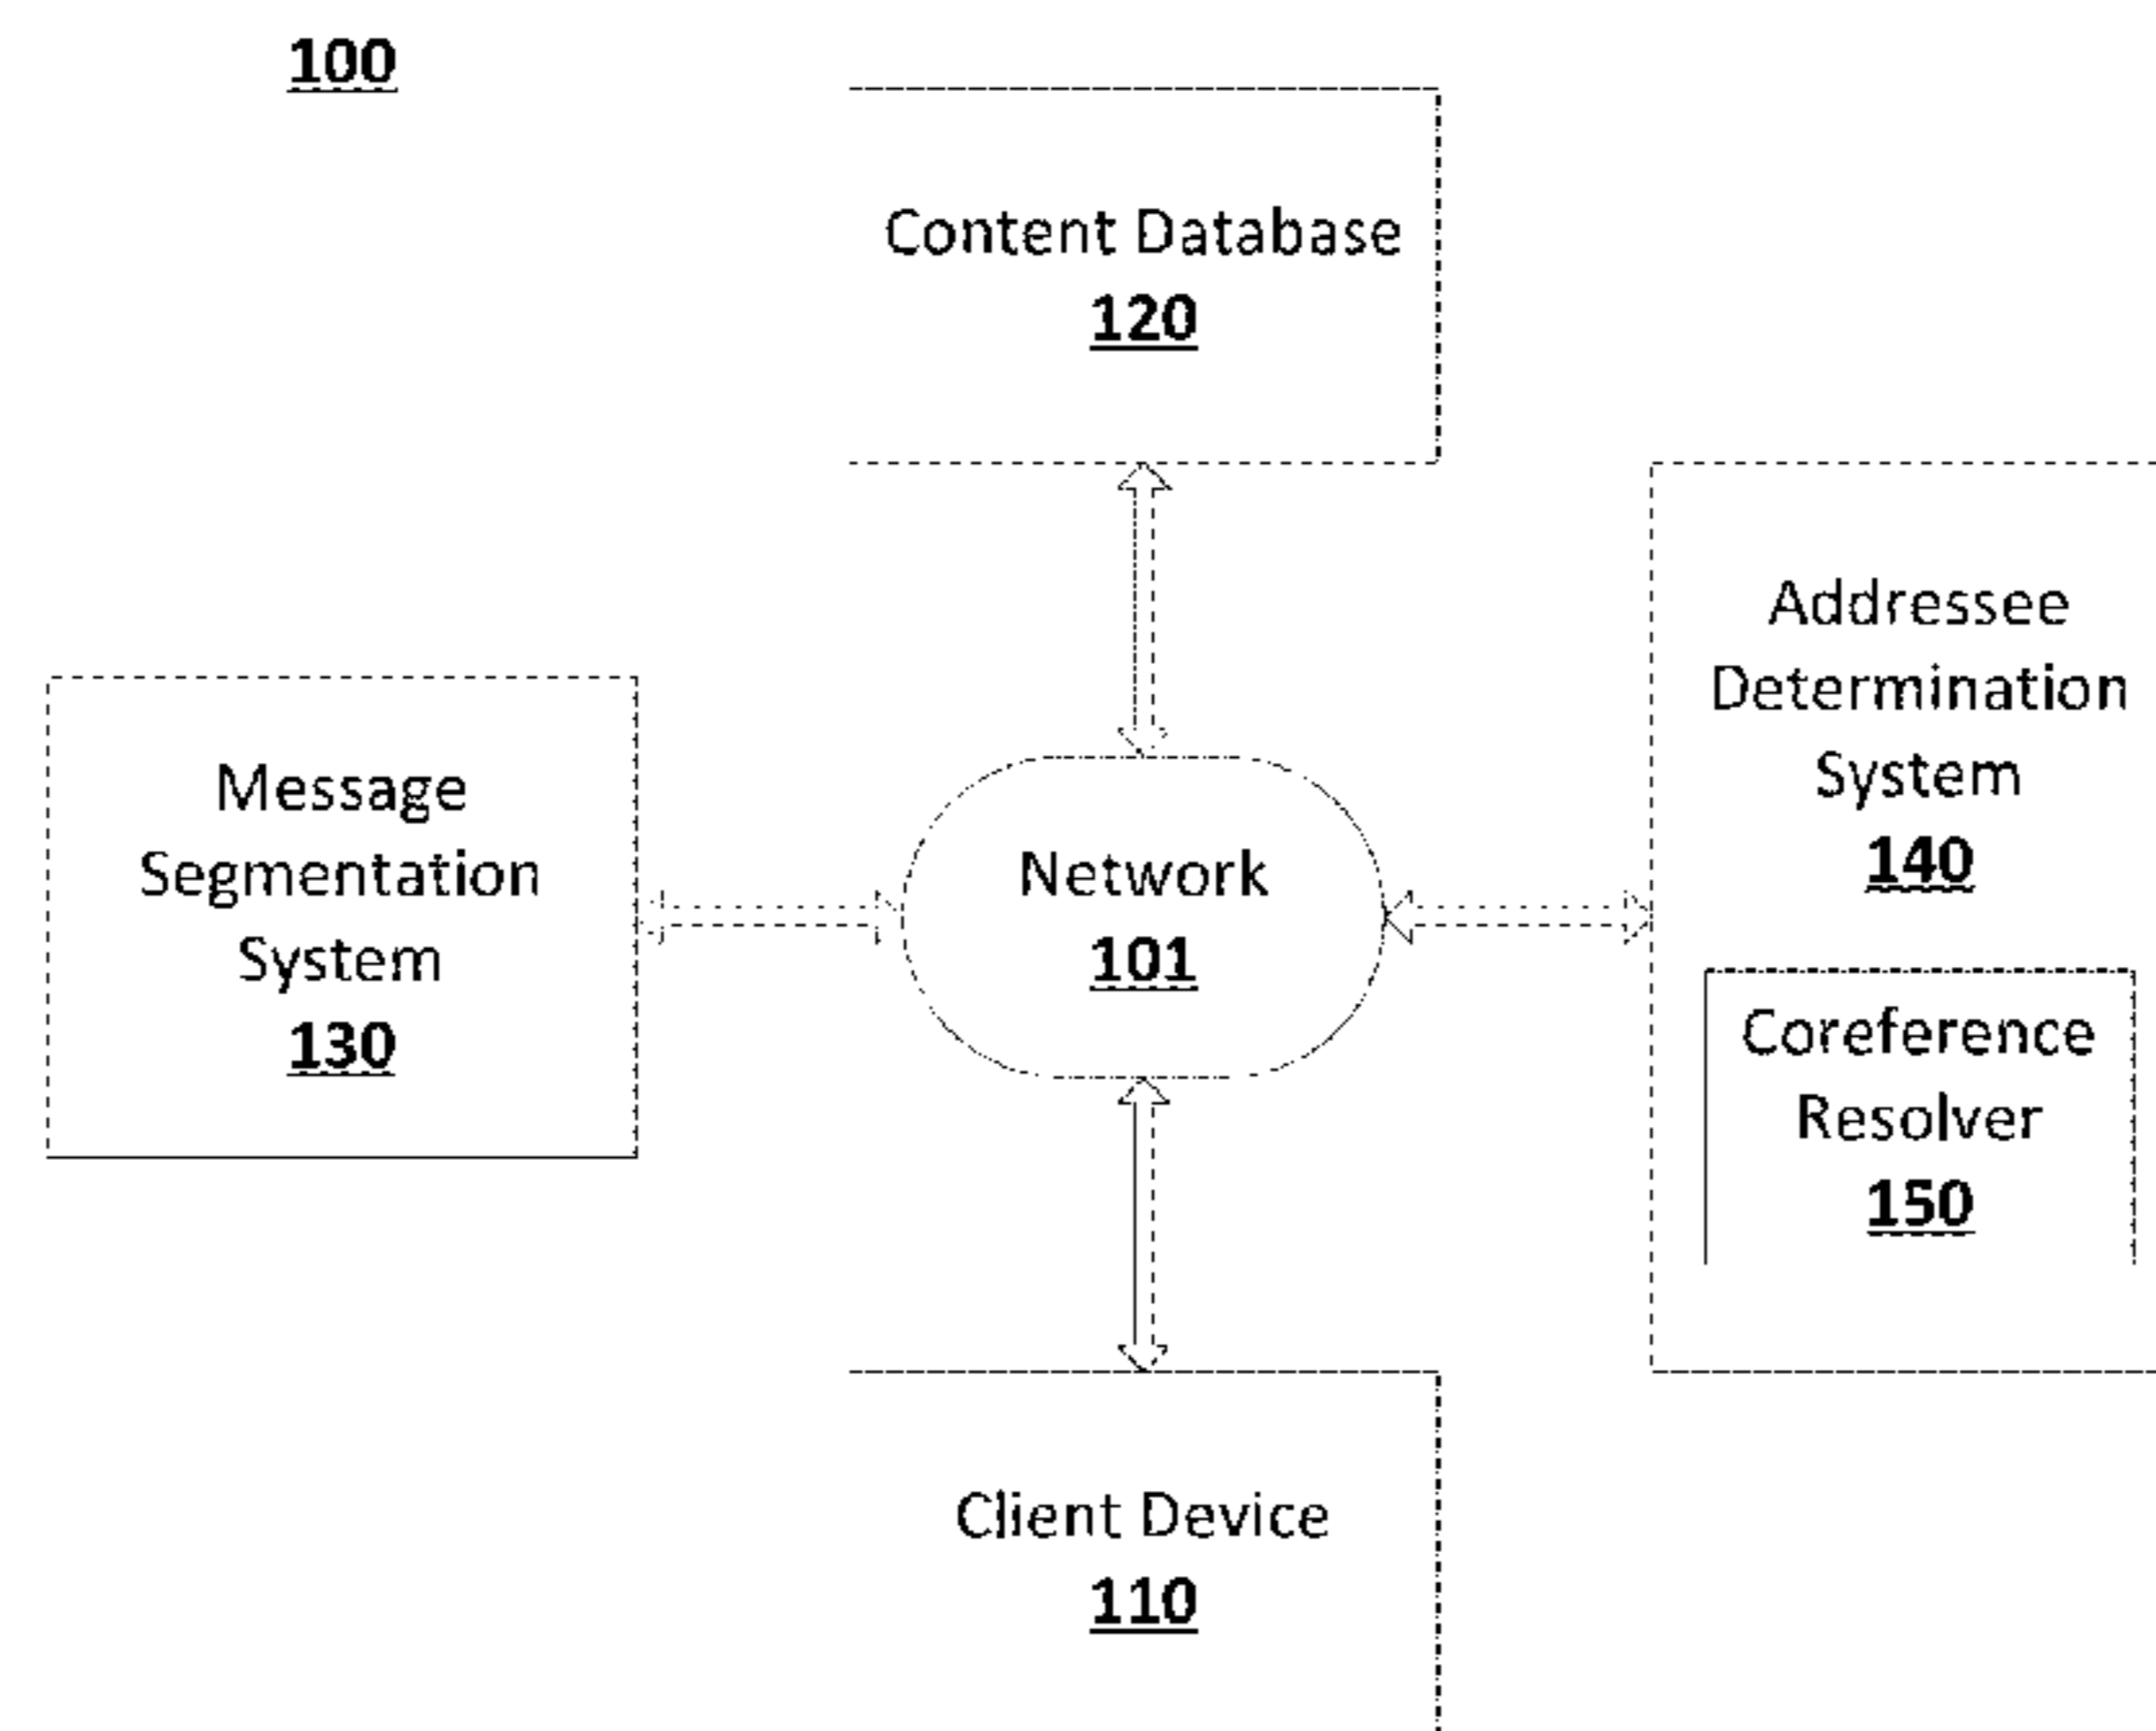 100
Content Database
120
Addressee
Determination
System
140
Message
Segmentation
System
130
Network
101
Coreference
Resolver
150
Client Device
110